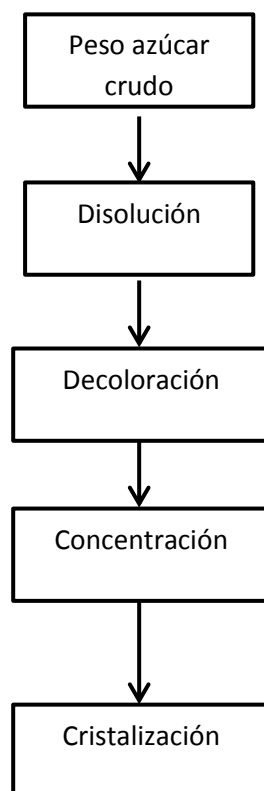 Peso azúcar
crudo
Disolución
Decoloración
Concentración
Cristalización